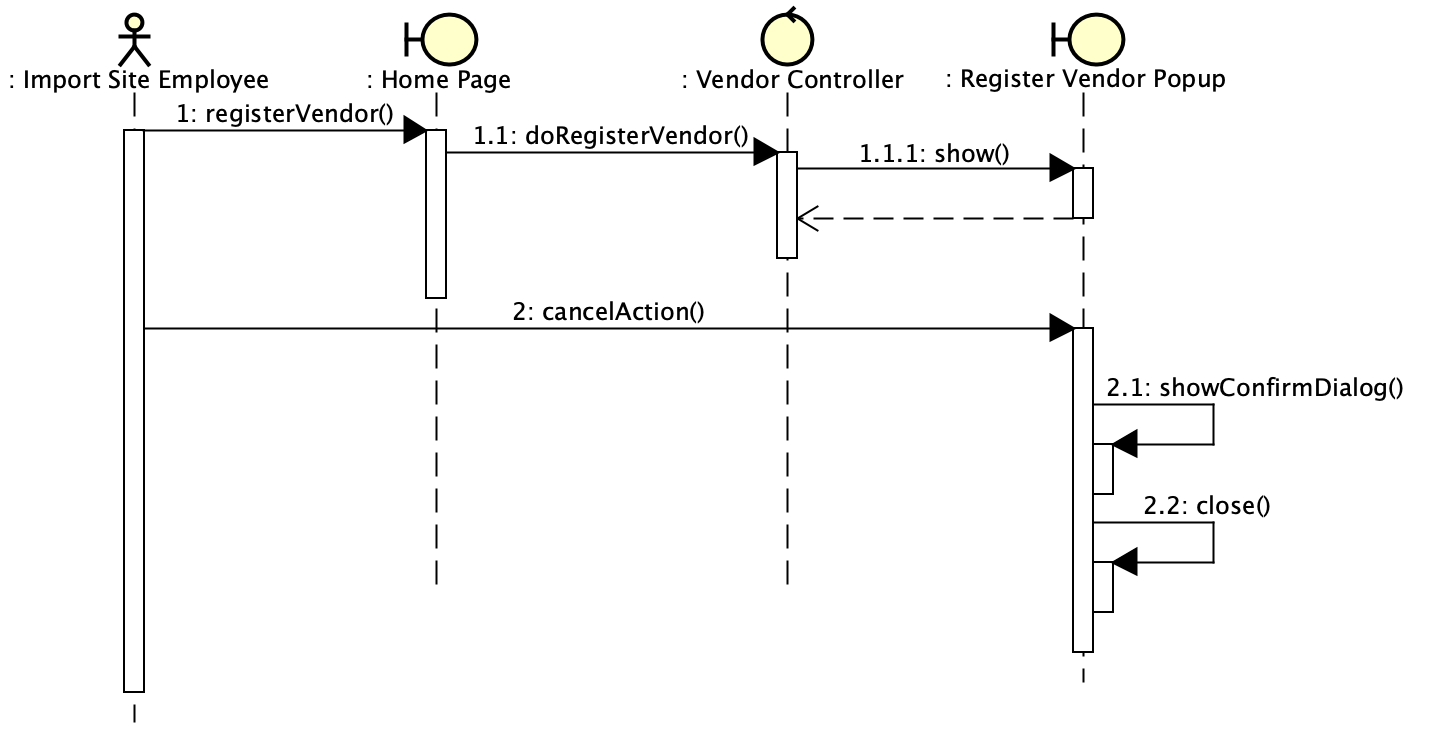 : Import Site Employee
: Home Page
: Vendor Controller
: Register Vendor Popup
1: registerVendor()
1.1: doRegisterVendor()
1.1.1: show()
2: cancelAction()
2.1: showConfirmDialog()
2.2: close()